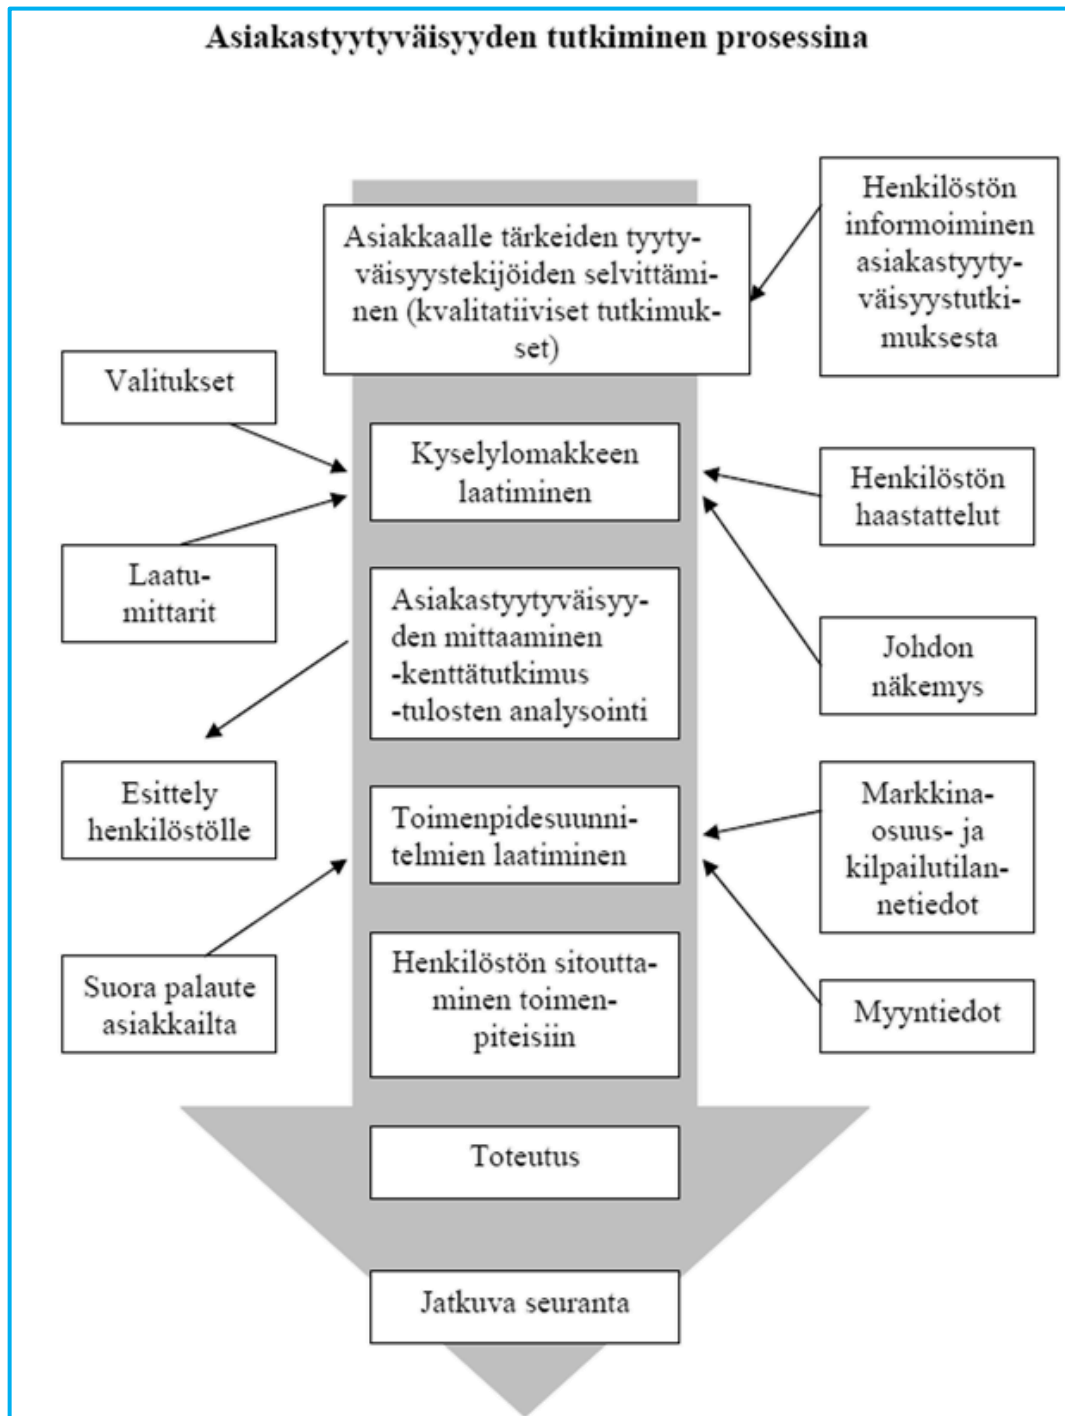 Asiakastyytyväisyyden tutkiminen prosessina
Henkilöstön
informoiminen
asiakastyyty-
väisyystutki-
muksesta
Asiakkaalle tärkeiden tyyty-
väisyystekijöiden selvittämi-
nen (kvalitatiiviset tutkimuk-
set)
Valitukset
Kyselylomakkeen
laatiminen
Henkilöstön
haastattelut
Laatu-
mittarit
Asiakastyytyväisyy-
den mittaaminen
-kenttätutkimus
-tulosten analysointi
Johdon
näkemys
Esittely
henkilöstölle
Toimenpidesuunni-
telmien laatiminen
Markkina-
osuus- ja
kilpailutilan-
netiedot
Suora palaute
asiakkailta
Henkilöstön sitoutta-
minen toimen-
piteisiin
Myyntiedot
Toteutus
Jatkuva seuranta